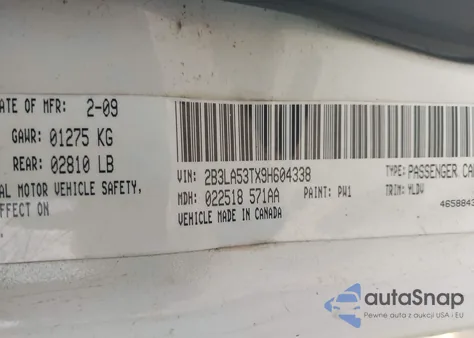 ATE OF MFR: 2-09
GAWR: 01275 KG
REAR: 02810 LB
AL MOTOR VEHICLE SAFETY,
FFECT ON
VIN: 2B3LA53TX9H604338
TYPE: PASSENGER CA
MDH: 022518 571AA
PAINT: PW1
TRIM: YLDV
VEHICLE MADE IN CANADA
4658843
autoSnap
Pewne auta z aukcji USA i EU